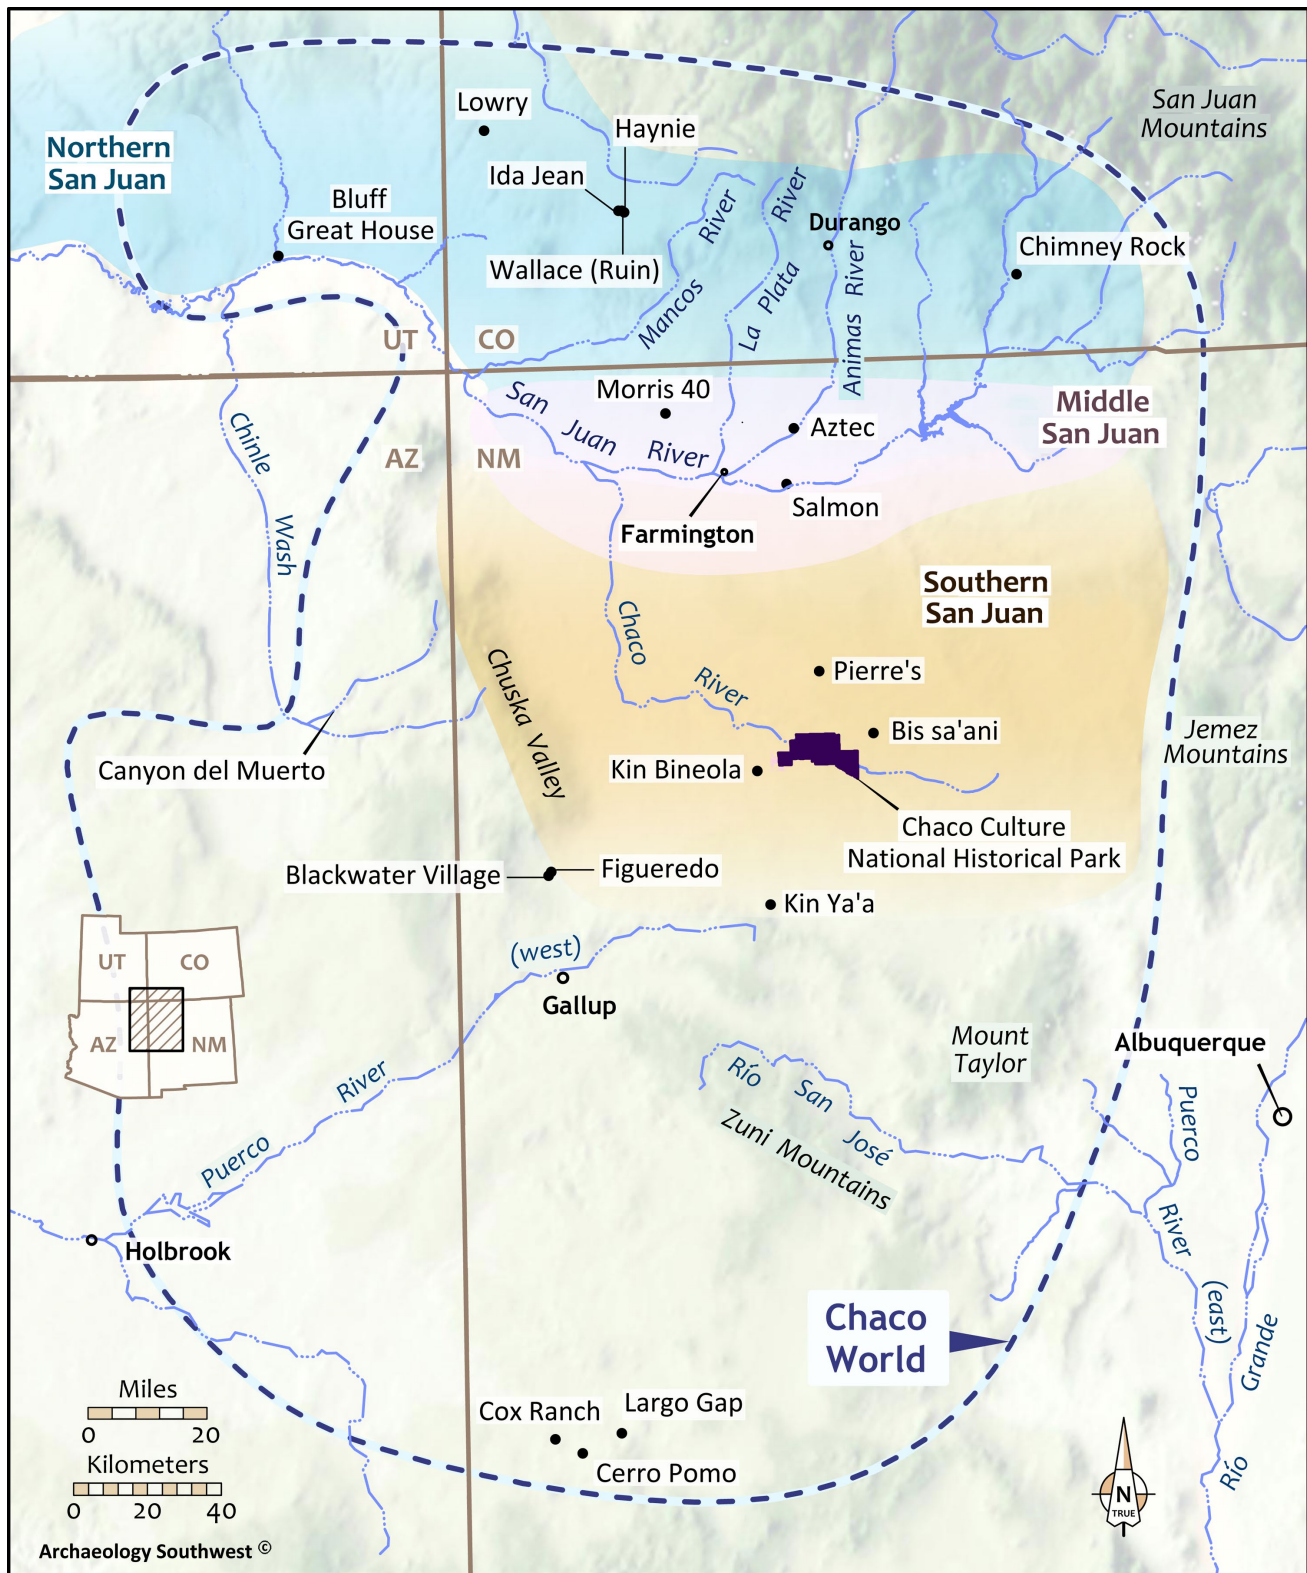 San Juan
Mountains
Lowry
Haynie
Northern
San Juan
Ida Jean
Bluff
Great House
River
River
Durango
Chimney Rock
Wallace (Ruin)
Mancos
La Plata
Animas River
UT
CO
Morris 40
San Juan River
Aztec
Middle
San Juan
Chinle Wash
AZ
NM
Salmon
Farmington
Southern
San Juan
Chaco River
Chuska Valley
Pierre's
Bis sa'ani
Jemez
Mountains
Canyon del Muerto
Kin Bineola
Chaco Culture
National Historical Park
Blackwater Village
Figueredo
Kin Ya'a
(west)
UT
CO
Gallup
AZ
NM
Mount
Taylor
Albuquerque
River
Puerco
Río San José
Zuni Mountains
Puerco
River
(east)
Holbrook
Chaco
World
Grande
Río
Miles
0 20
Kilometers
0 20 40
Cox Ranch
Largo Gap
Cerro Pomo
N
TRUE
Archaeology Southwest ©